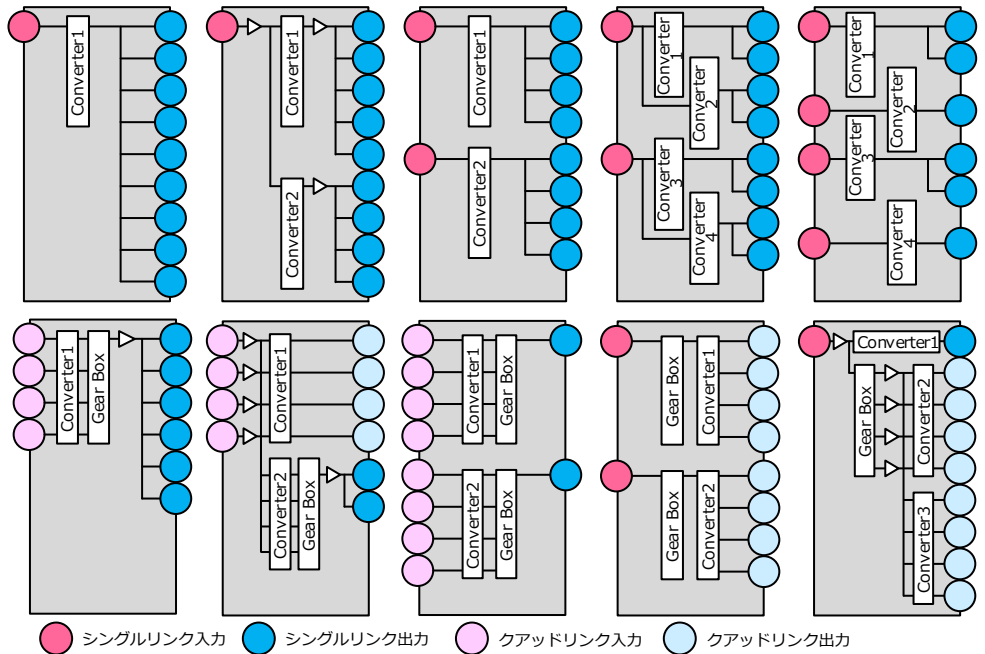 Converter1
Converter1
Converter2
Converter1
Converter2
Converter
1
Converter
2
Converter
3
Converter
4
Converter
1
Converter
2
Converter
3
Converter
4
Converter1
Gear Box
Converter1
Converter2
Gear Box
Converter1
Gear Box
Converter2
Gear Box
Gear Box
Converter1
Gear Box
Converter2
Converter1
Gear Box
Converter2
Converter3
シングルリンク入力
シングルリンク出力
クアッドリンク入力
クアッドリンク出力